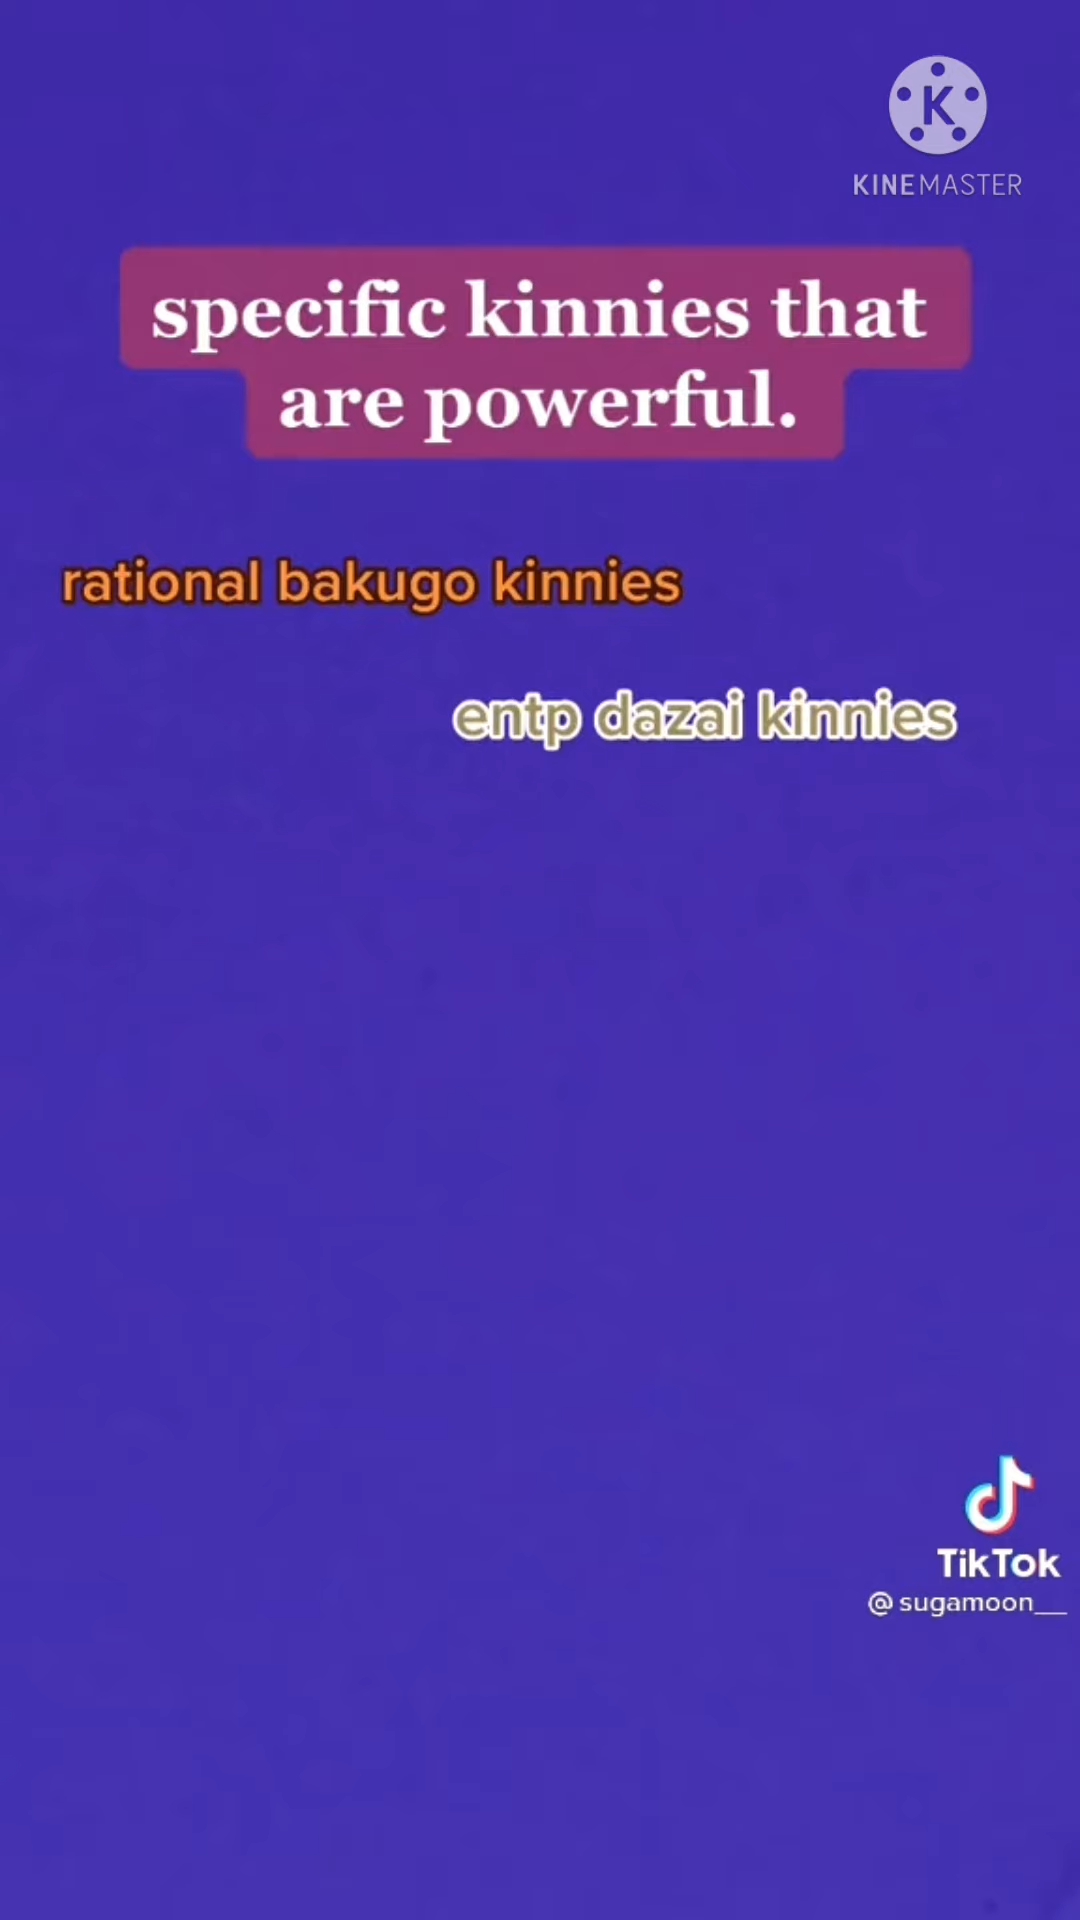 K
KINEMASTER
specific kinnies that
are powerful.
rational bakugo kinnies
entp dazai kinnies
TikTok
@sugamoon__